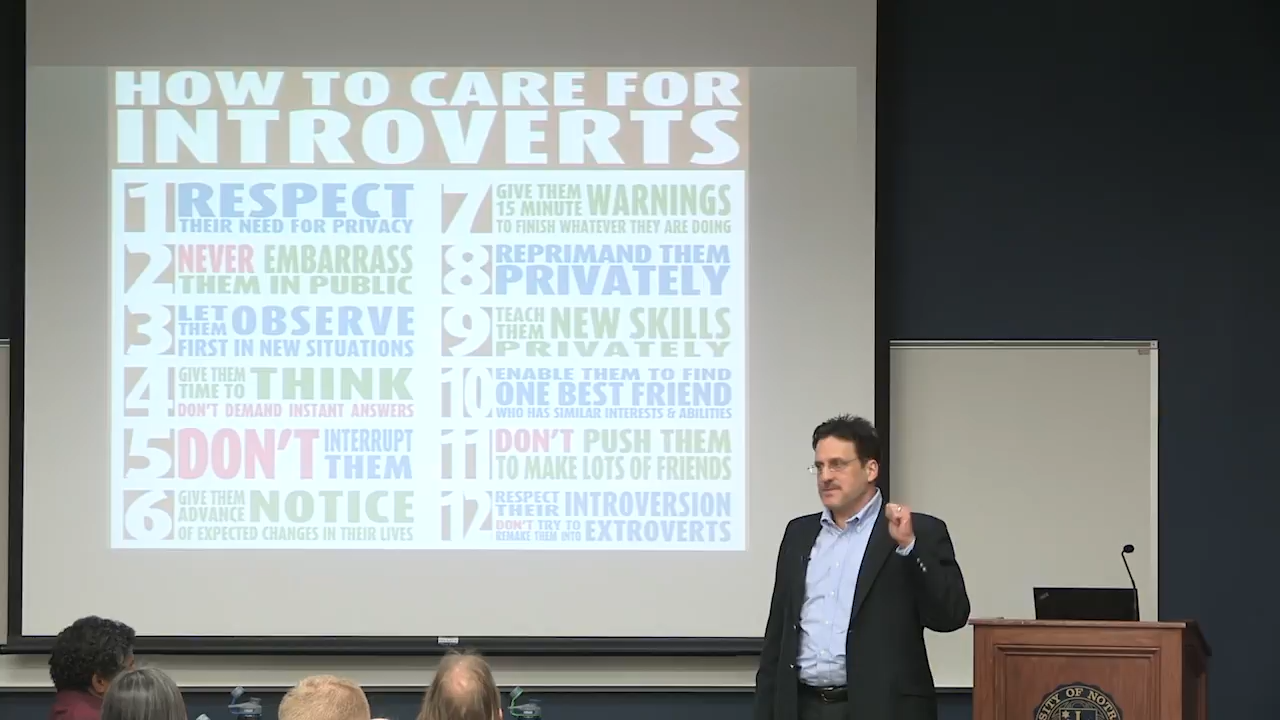 HOW TO CARE FOR
INTROVERTS
1 RESPECT
THEIR NEED FOR PRIVACY
2 NEVER EMBARRASS
THEM IN PUBLIC
3 LET THEM OBSERVE
FIRST IN NEW SITUATIONS
4 GIVE THEM TIME TO THINK
DON'T DEMAND INSTANT ANSWERS
5 DON'T INTERRUPT THEM
6 GIVE THEM ADVANCE NOTICE
OF EXPECTED CHANGES IN THEIR LIVES
7 GIVE THEM 15 MINUTE WARNINGS
TO FINISH WHATEVER THEY ARE DOING
8 REPRIMAND THEM
PRIVATELY
9 TEACH THEM NEW SKILLS
PRIVATELY
10 ENABLE THEM TO FIND
ONE BEST FRIEND
WHO HAS SIMILAR INTERESTS & ABILITIES
11 DON'T PUSH THEM
TO MAKE LOTS OF FRIENDS
12 RESPECT THEIR INTROVERSION
DON'T TRY TO REMAKE THEM INTO EXTROVERTS
SITY OF NOTR